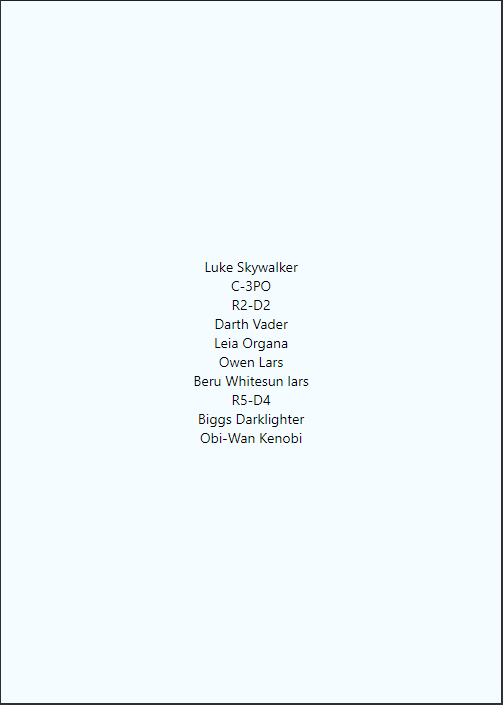 Luke Skywalker
C-3PO
R2-D2
Darth Vader
Leia Organa
Owen Lars
Beru Whitesun lars
R5-D4
Biggs Darklighter
Obi-Wan Kenobi